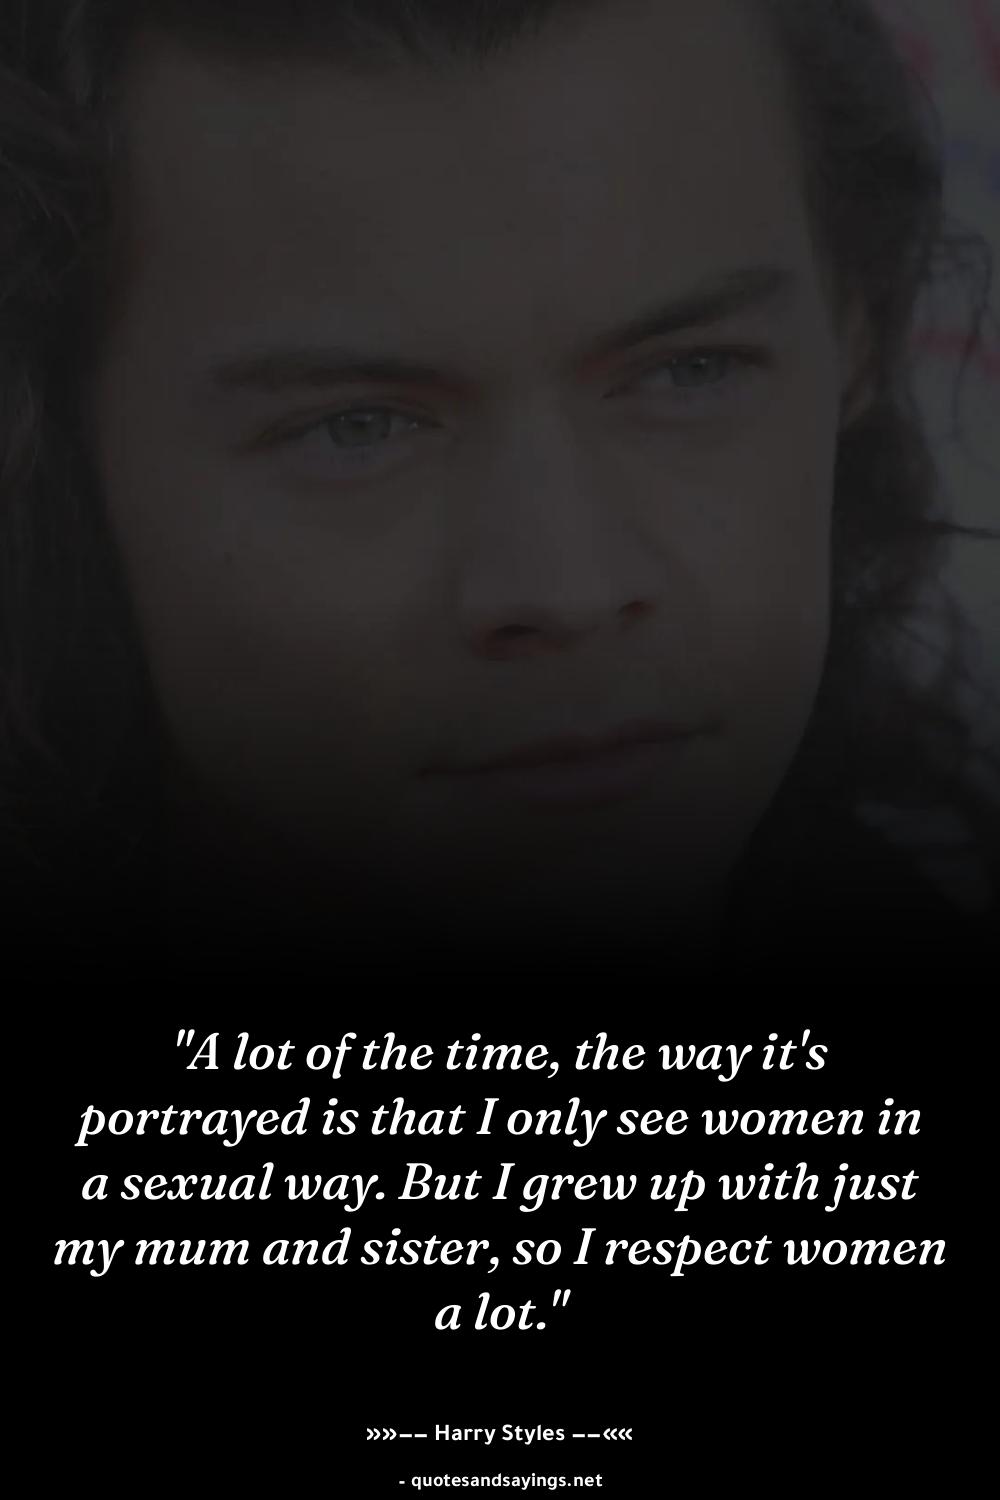 "A lot of the time, the way it's
portrayed is that I only see women in
a sexual way. But I grew up with just
my mum and sister, so I respect women
a lot."
»»–– Harry Styles ––««
- quotesandsayings.net